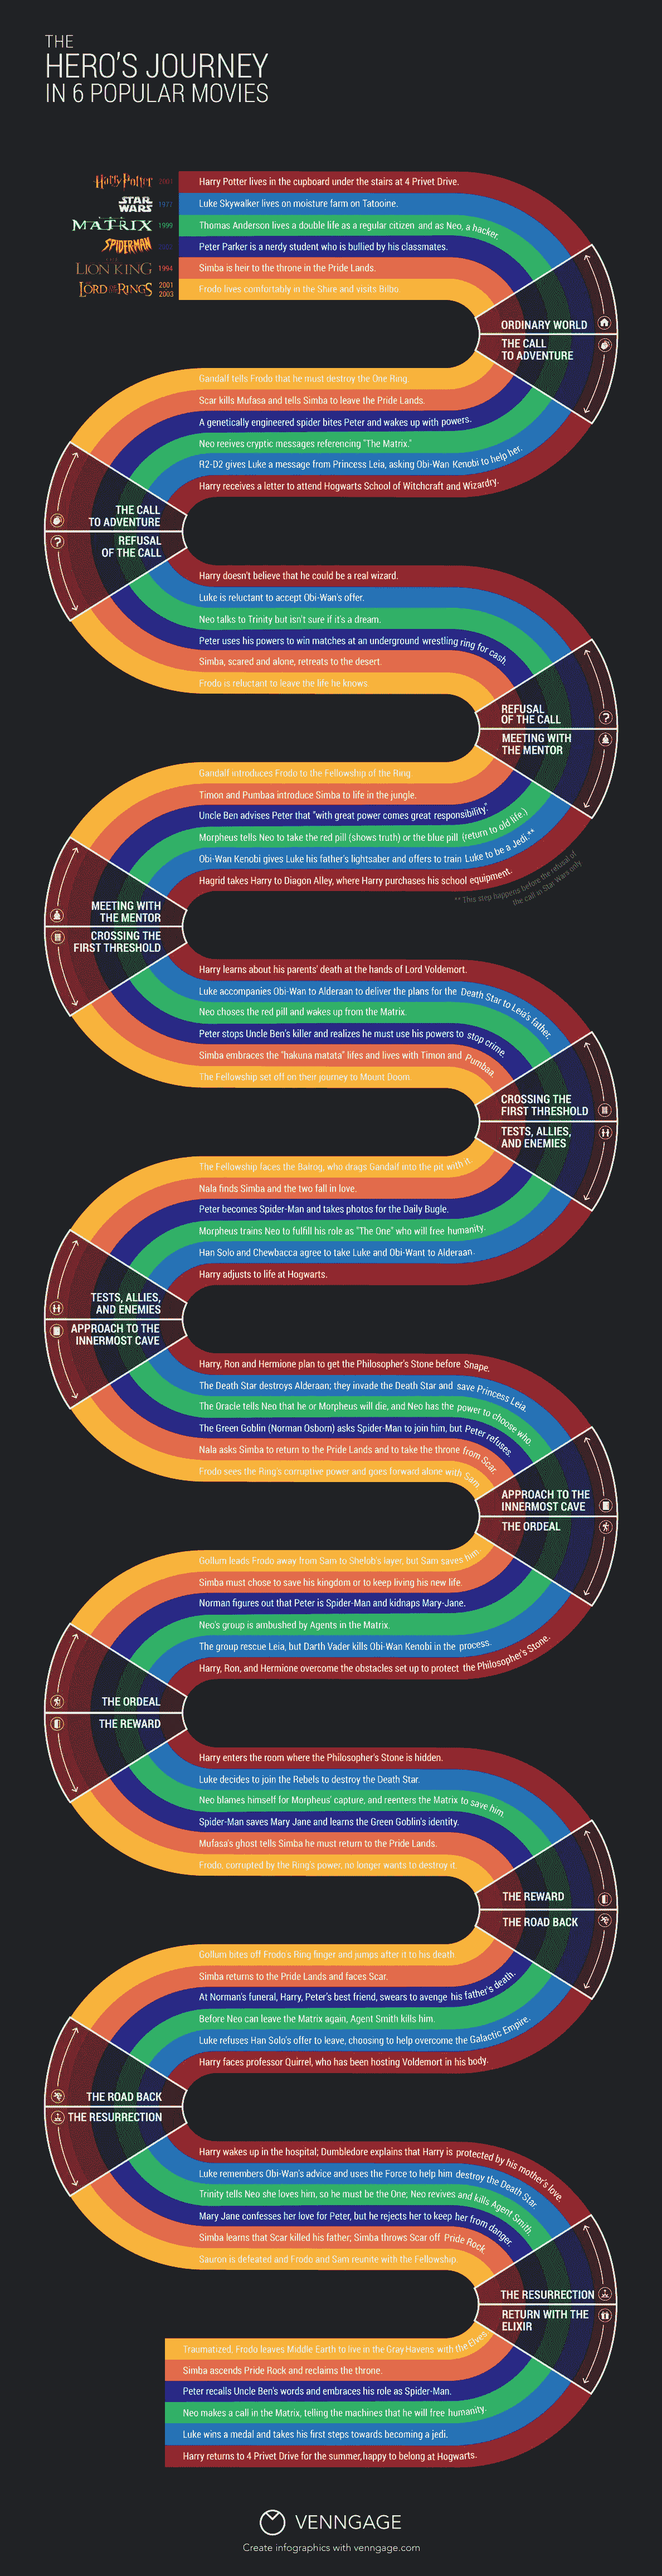 THE
HERO'S JOURNEY
IN 6 POPULAR MOVIES
Harry Potter 2001 Harry Potter lives in the cupboard under the stairs at 4 Privet Drive.
STAR WARS 1977 Luke Skywalker lives on moisture farm on Tatooine.
MATRIX 1999 Thomas Anderson lives a double life as a regular citizen and as Neo, a hacker.
SPIDERMAN 2002 Peter Parker is a nerdy student who is bullied by his classmates.
THE LION KING 1994 Simba is heir to the throne in the Pride Lands.
THE LORD OF THE RINGS 2001 2003 Frodo lives comfortably in the Shire and visits Bilbo.
ORDINARY WORLD
THE CALL
TO ADVENTURE
Gandalf tells Frodo that he must destroy the One Ring.
Scar kills Mufasa and tells Simba to leave the Pride Lands.
A genetically engineered spider bites Peter and wakes up with powers.
Neo reeives cryptic messages referencing "The Matrix."
R2-D2 gives Luke a message from Princess Leia, asking Obi-Wan Kenobi to help her.
Harry receives a letter to attend Hogwarts School of Witchcraft and Wizardry.
THE CALL
TO ADVENTURE
REFUSAL
OF THE CALL
Harry doesn't believe that he could be a real wizard.
Luke is reluctant to accept Obi-Wan's offer.
Neo talks to Trinity but isn't sure if it's a dream.
Peter uses his powers to win matches at an underground wrestling ring for cash.
Simba, scared and alone, retreats to the desert.
Frodo is reluctant to leave the life he knows
REFUSAL
OF THE CALL
MEETING WITH
THE MENTOR
Gandalf introduces Frodo to the Fellowship of the Ring
Timon and Pumbaa introduce Simba to life in the jungle.
Uncle Ben advises Peter that "with great power comes great responsibility."
Morpheus tells Neo to take the red pill (shows truth) or the blue pill (return to old life.)
Obi-Wan Kenobi gives Luke his father's lightsaber and offers to train Luke to be a Jedi.**
Hagrid takes Harry to Diagon Alley, where Harry purchases his school equipment.
** This step happens before the refusal of
the call in Star Wars only
MEETING WITH
THE MENTOR
CROSSING THE
FIRST THRESHOLD
Harry learns about his parents' death at the hands of Lord Voldemort.
Luke accompanies Obi-Wan to Alderaan to deliver the plans for the Death Star to Leia's father.
Neo choses the red pill and wakes up from the Matrix.
Peter stops Uncle Ben's killer and realizes he must use his powers to stop crime.
Simba embraces the "hakuna matata" lifes and lives with Timon and Pumbaa.
The Fellowship set off on their journey to Mount Doom
CROSSING THE
FIRST THRESHOLD
TESTS, ALLIES,
AND ENEMIES
The Fellowship faces the Balrog, who drags Gandalf into the pit with it.
Nala finds Simba and the two fall in love.
Peter becomes Spider-Man and takes photos for the Daily Bugle.
Morpheus trains Neo to fulfill his role as "The One" who will free humanity.
Han Solo and Chewbacca agree to take Luke and Obi-Want to Alderaan.
Harry adjusts to life at Hogwarts.
TESTS, ALLIES,
AND ENEMIES
APPROACH TO THE
INNERMOST CAVE
Harry, Ron and Hermione plan to get the Philosopher's Stone before Snape.
The Death Star destroys Alderaan; they invade the Death Star and save Princess Leia.
The Oracle tells Neo that he or Morpheus will die, and Neo has the power to choose who.
The Green Goblin (Norman Osborn) asks Spider-Man to join him, but Peter refuses.
Nala asks Simba to return to the Pride Lands and to take the throne from Scar.
Frodo sees the Ring's corruptive power and goes forward alone with Sam
APPROACH TO THE
INNERMOST CAVE
THE ORDEAL
Gollum leads Frodo away from Sam to Shelob's layer, but Sam saves him.
Simba must chose to save his kingdom or to keep living his new life.
Norman figures out that Peter is Spider-Man and kidnaps Mary-Jane.
Neo's group is ambushed by Agents in the Matrix.
The group rescue Leia, but Darth Vader kills Obi-Wan Kenobi in the process.
Harry, Ron, and Hermione overcome the obstacles set up to protect the Philosopher's Stone.
THE ORDEAL
THE REWARD
Harry enters the room where the Philosopher's Stone is hidden.
Luke decides to join the Rebels to destroy the Death Star.
Neo blames himself for Morpheus' capture, and reenters the Matrix to save him.
Spider-Man saves Mary Jane and learns the Green Goblin's identity.
Mufasa's ghost tells Simba he must return to the Pride Lands.
Frodo, corrupted by the Ring's power, no longer wants to destroy it.
THE REWARD
THE ROAD BACK
Gollum bites off Frodo's Ring finger and jumps after it to his death
Simba returns to the Pride Lands and faces Scar.
At Norman's funeral, Harry, Peter's best friend, swears to avenge his father's death.
Before Neo can leave the Matrix again, Agent Smith kills him.
Luke refuses Han Solo's offer to leave, choosing to help overcome the Galactic Empire.
Harry faces professor Quirrel, who has been hosting Voldemort in his body.
THE ROAD BACK
THE RESURRECTION
Harry wakes up in the hospital; Dumbledore explains that Harry is protected by his mother's love.
Luke remembers Obi-Wan's advice and uses the Force to help him destroy the Death Star.
Trinity tells Neo she loves him, so he must be the One; Neo revives and kills Agent Smith.
Mary Jane confesses her love for Peter, but he rejects her to keep her from danger.
Simba learns that Scar killed his father; Simba throws Scar off Pride Rock
Sauron is defeated and Frodo and Sam reunite with the Fellowship.
THE RESURRECTION
RETURN WITH THE
ELIXIR
Traumatized, Frodo leaves Middle Earth to live in the Gray Havens with the Elves
Simba ascends Pride Rock and reclaims the throne.
Peter recalls Uncle Ben's words and embraces his role as Spider-Man.
Neo makes a call in the Matrix, telling the machines that he will free humanity.
Luke wins a medal and takes his first steps towards becoming a jedi.
Harry returns to 4 Privet Drive for the summer, happy to belong at Hogwarts.
VENNGAGE
Create infographics with venngage.com